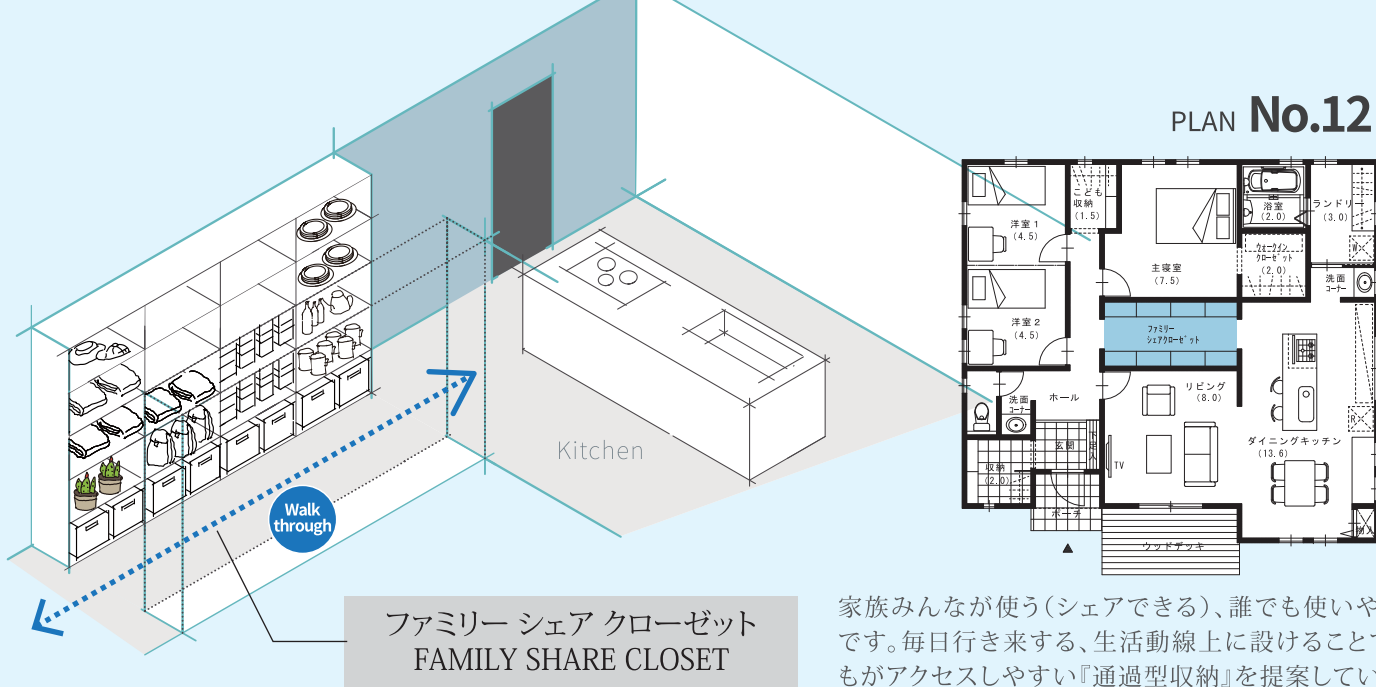 PLAN No.12
こども
収納
(1.5)
洋室1
(4.5)
浴室
(2.0)
ランドリー
(3.0)
ウォークイン
クローゼット
(2.0)
W
主寝室
(7.5)
洗面
コーナー
洋室2
(4.5)
ファミリー
シェアクローゼット
リビング
(8.0)
ホール
洗面
コーナー
R
玄関
下足入
ダイニングキッチン
(13.6)
TV
収納
(2.0)
ポーチ
物入
ウッドデッキ
Kitchen
Walk
through
ファミリー シェア クローゼット
FAMILY SHARE CLOSET
家族みんなが使う(シェアできる)、誰でも使いや
です。毎日行き来する、生活動線上に設けることで
もがアクセスしやすい『通過型収納』を提案してい